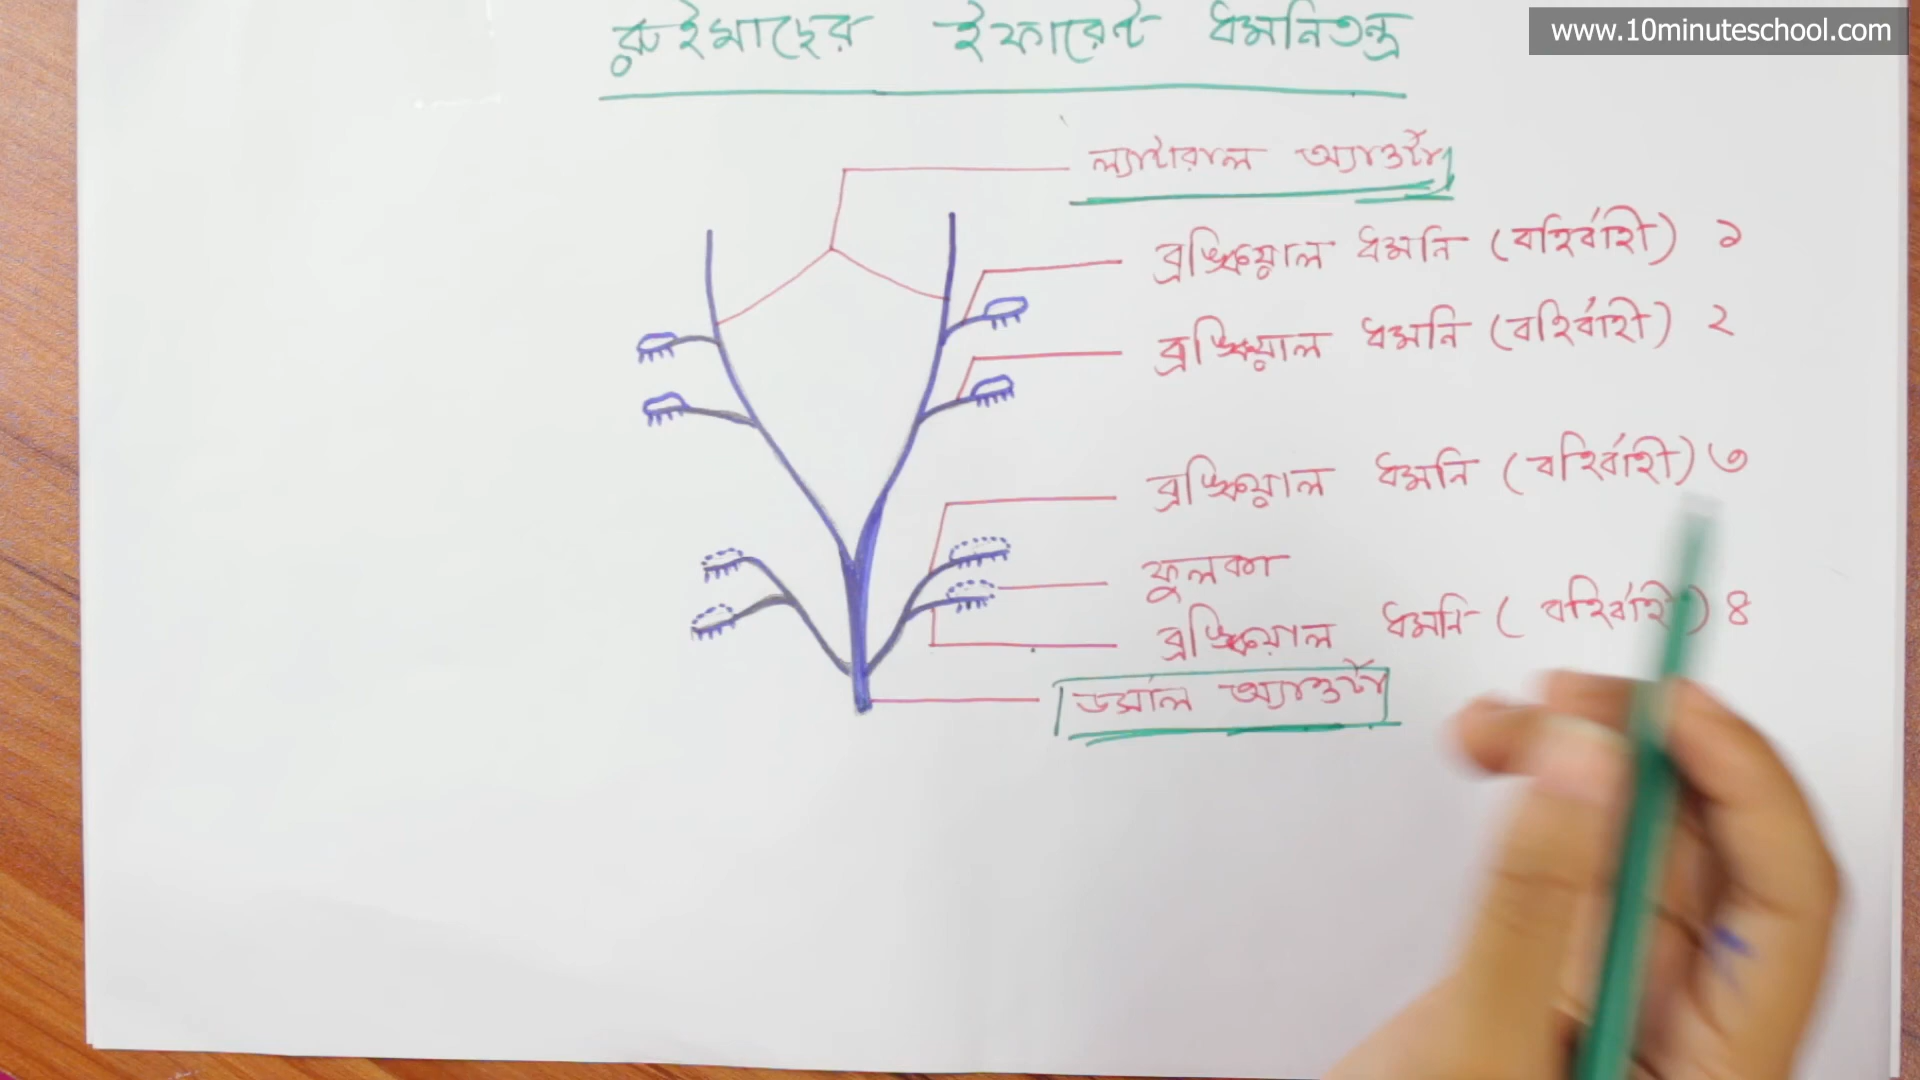 www.10minuteschool.com
রুইমাছের ইফারেন্ট ধমনিতন্ত্র
ল্যাটারাল অ্যাওর্টা
ব্রঙ্কিয়াল ধমনি (বহির্বাহী) ১
ব্রঙ্কিয়াল ধমনি (বহির্বাহী) ২
ব্রঙ্কিয়াল ধমনি (বহির্বাহী) ৩
ফুলকা
ব্রঙ্কিয়াল ধমনি (বহির্বাহী) ৪
ডর্সাল অ্যাওর্টা